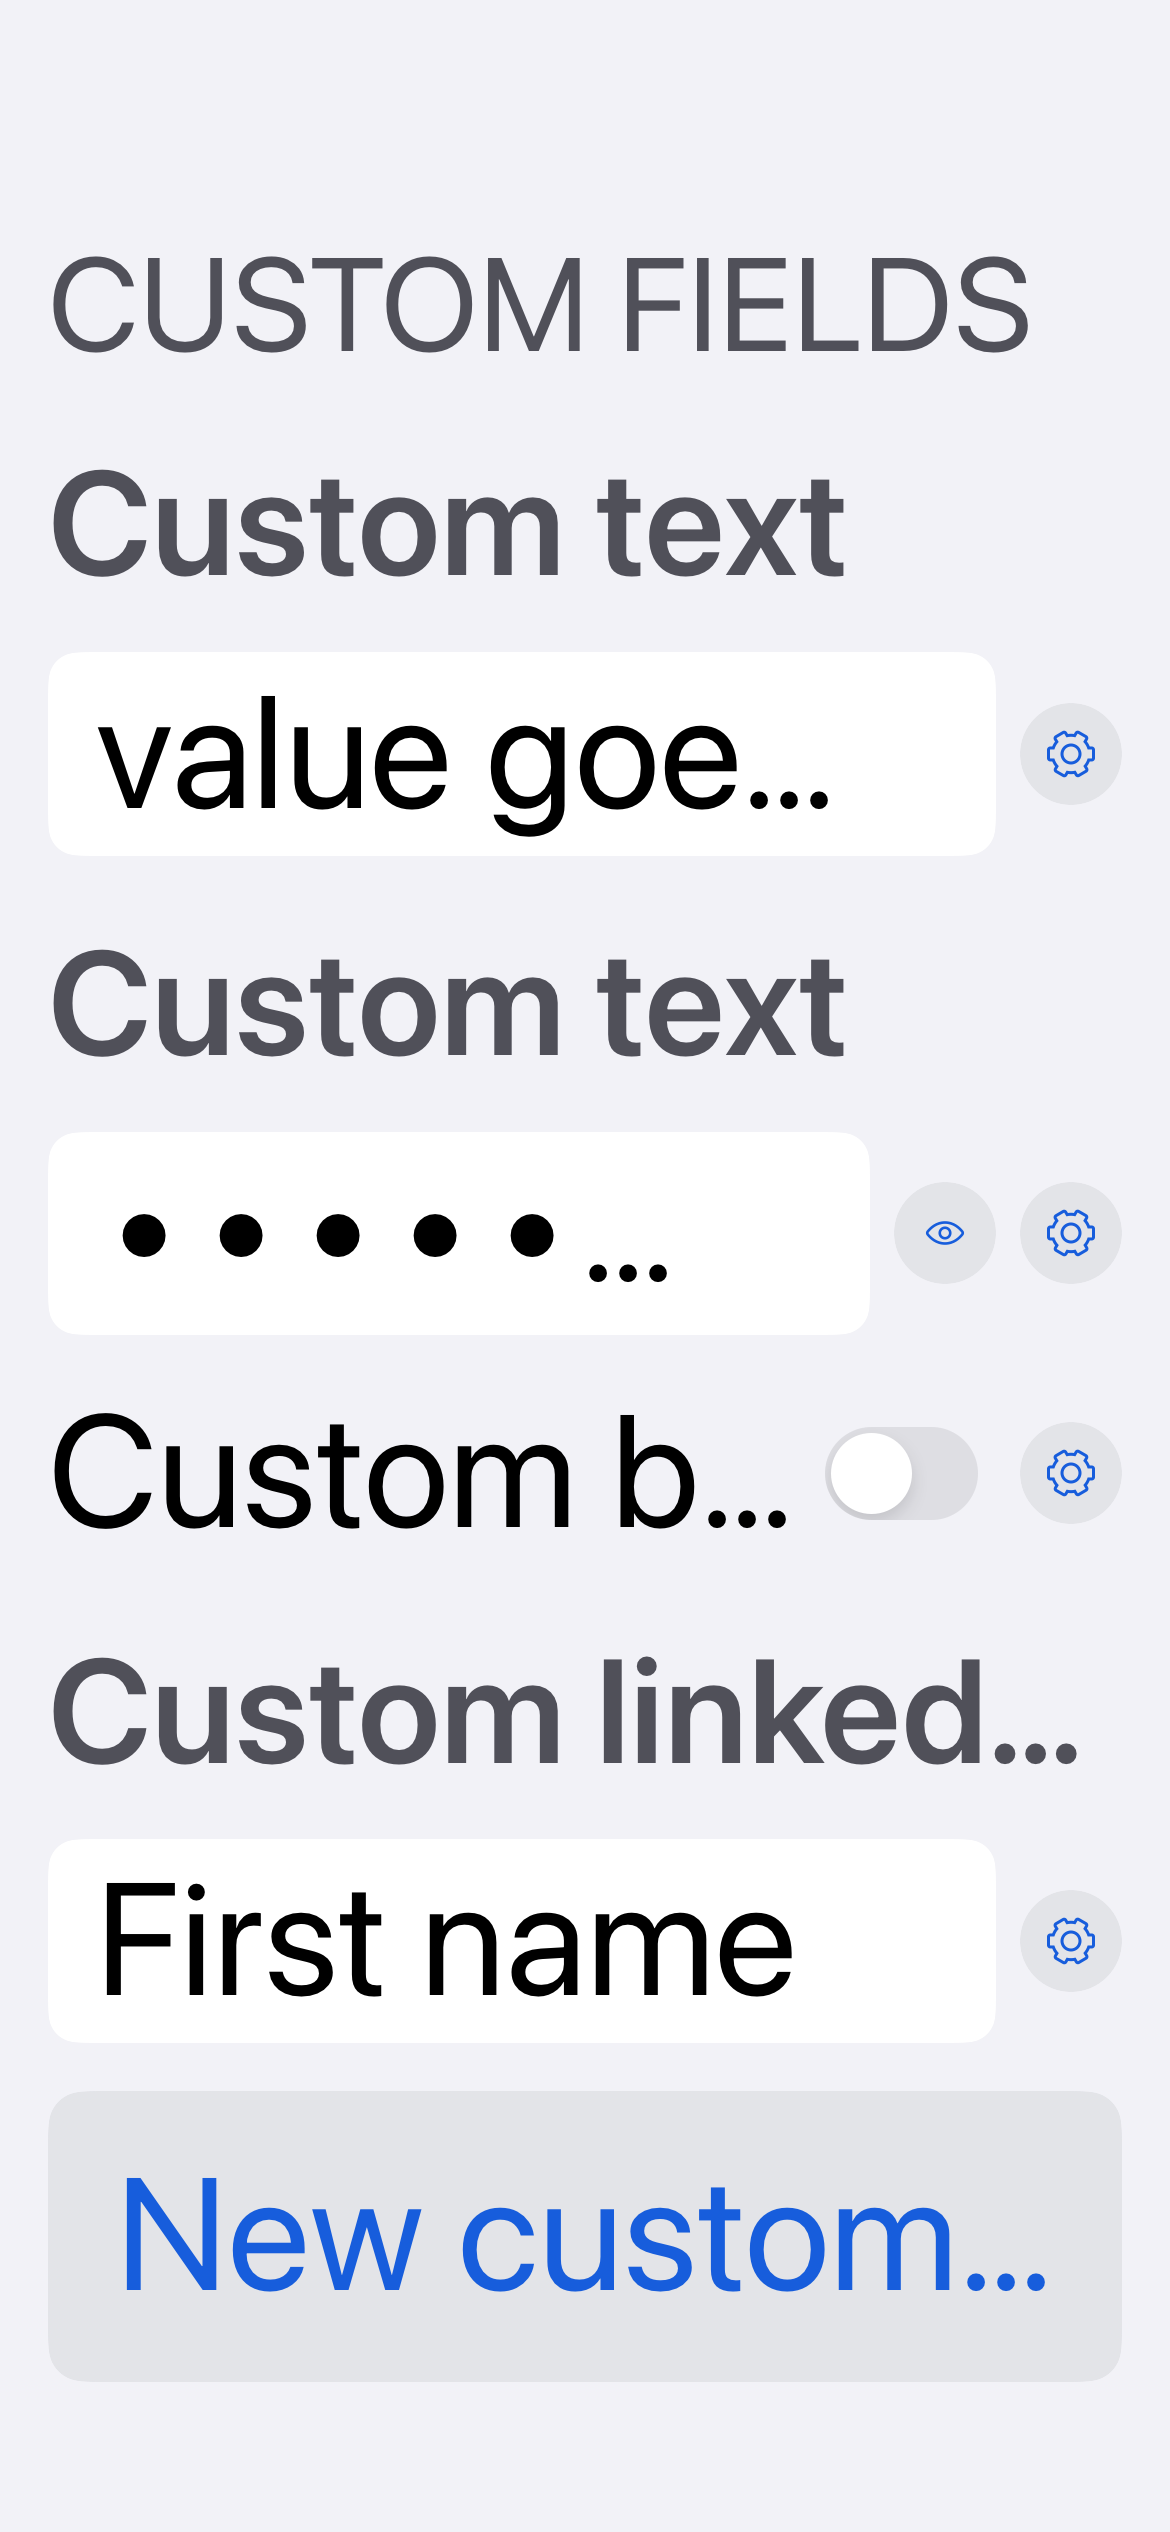 CUSTOM FIELDS
Custom text
value goe...
Custom text
•••••...
Custom b...
Custom linked...
First name
New custom...